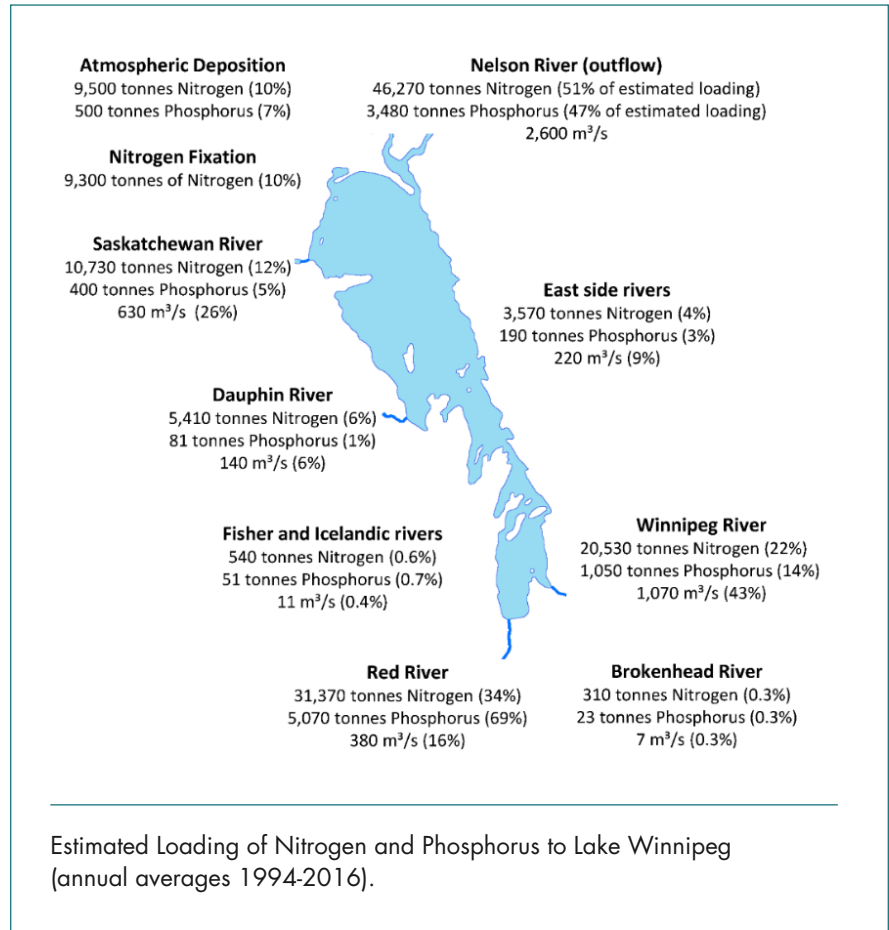 Atmospheric Deposition
9,500 tonnes Nitrogen (10%)
500 tonnes Phosphorus (7%)
Nelson River (outflow)
46,270 tonnes Nitrogen (51% of estimated loading)
3,480 tonnes Phosphorus (47% of estimated loading)
2,600 m³/s
Nitrogen Fixation
9,300 tonnes of Nitrogen (10%)
Saskatchewan River
10,730 tonnes Nitrogen (12%)
400 tonnes Phosphorus (5%)
630 m³/s (26%)
East side rivers
3,570 tonnes Nitrogen (4%)
190 tonnes Phosphorus (3%)
220 m³/s (9%)
Dauphin River
5,410 tonnes Nitrogen (6%)
81 tonnes Phosphorus (1%)
140 m³/s (6%)
Fisher and Icelandic rivers
540 tonnes Nitrogen (0.6%)
51 tonnes Phosphorus (0.7%)
11 m³/s (0.4%)
Winnipeg River
20,530 tonnes Nitrogen (22%)
1,050 tonnes Phosphorus (14%)
1,070 m³/s (43%)
Red River
31,370 tonnes Nitrogen (34%)
5,070 tonnes Phosphorus (69%)
380 m³/s (16%)
Brokenhead River
310 tonnes Nitrogen (0.3%)
23 tonnes Phosphorus (0.3%)
7 m³/s (0.3%)
Estimated Loading of Nitrogen and Phosphorus to Lake Winnipeg
(annual averages 1994-2016).